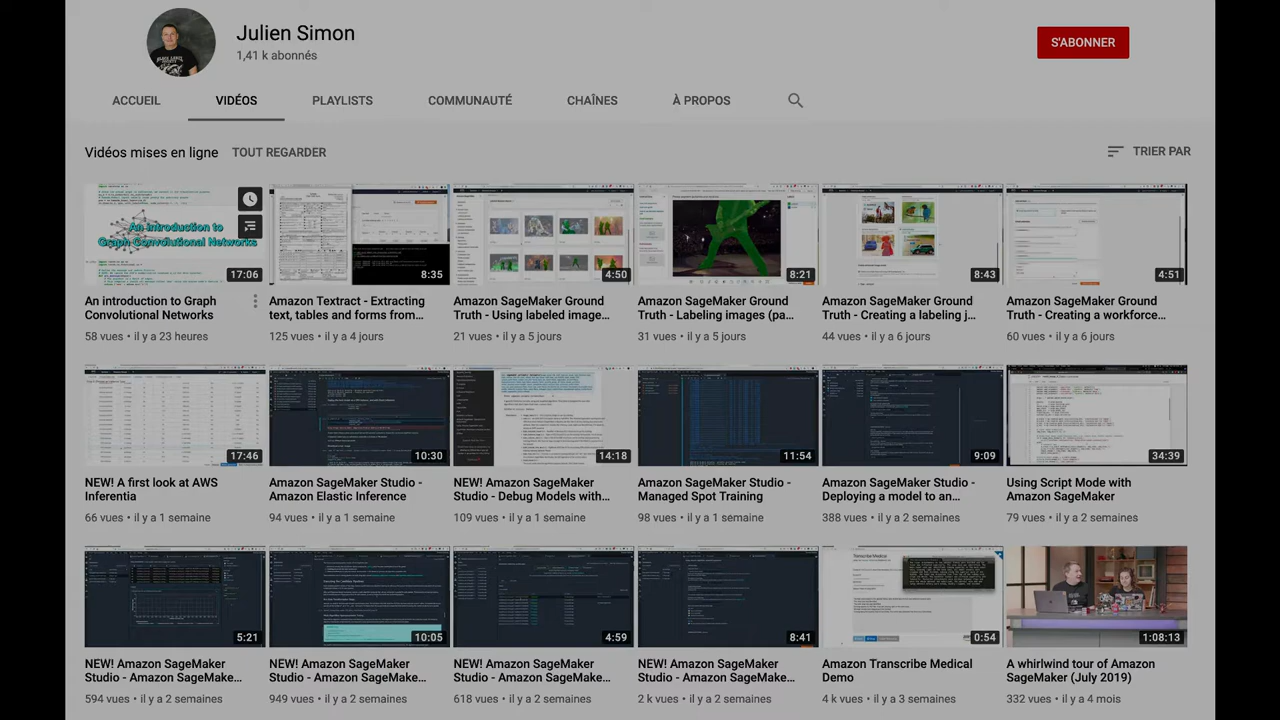 Julien Simon
1,41 k abonnés
S'ABONNER
ACCUEIL
VIDÉOS
PLAYLISTS
COMMUNAUTÉ
CHAÎNES
À PROPOS
Vidéos mises en ligne
TOUT REGARDER
TRIER PAR
An introduction to
Graph Convolutional Networks
17:06
8:35
4:50
8:21
8:43
4:51
An introduction to Graph
Convolutional Networks
58 vues • il y a 23 heures
Amazon Textract - Extracting
text, tables and forms from...
125 vues • il y a 4 jours
Amazon SageMaker Ground
Truth - Using labeled image...
21 vues • il y a 5 jours
Amazon SageMaker Ground
Truth - Labeling images (pa...
31 vues • il y a 5 jours
Amazon SageMaker Ground
Truth - Creating a labeling j...
44 vues • il y a 6 jours
Amazon SageMaker Ground
Truth - Creating a workforce...
60 vues • il y a 6 jours
17:46
10:30
14:18
11:54
9:09
34:39
NEW! A first look at AWS
Inferentia
66 vues • il y a 1 semaine
Amazon SageMaker Studio -
Amazon Elastic Inference
94 vues • il y a 1 semaine
NEW! Amazon SageMaker
Studio - Debug Models with...
109 vues • il y a 1 semaine
Amazon SageMaker Studio -
Managed Spot Training
98 vues • il y a 1 semaine
Amazon SageMaker Studio -
Deploying a model to an...
388 vues • il y a 2 semaines
Using Script Mode with
Amazon SageMaker
79 vues • il y a 2 semaines
5:21
10:05
4:59
8:41
Transcribe Medical
0:54
1:08:13
NEW! Amazon SageMaker
Studio - Amazon SageMake...
594 vues • il y a 2 semaines
NEW! Amazon SageMaker
Studio - Amazon SageMake...
949 vues • il y a 2 semaines
NEW! Amazon SageMaker
Studio - Amazon SageMake...
618 vues • il y a 2 semaines
NEW! Amazon SageMaker
Studio - Amazon SageMake...
2 k vues • il y a 2 semaines
Amazon Transcribe Medical
Demo
4 k vues • il y a 3 semaines
A whirlwind tour of Amazon
SageMaker (July 2019)
332 vues • il y a 4 mois